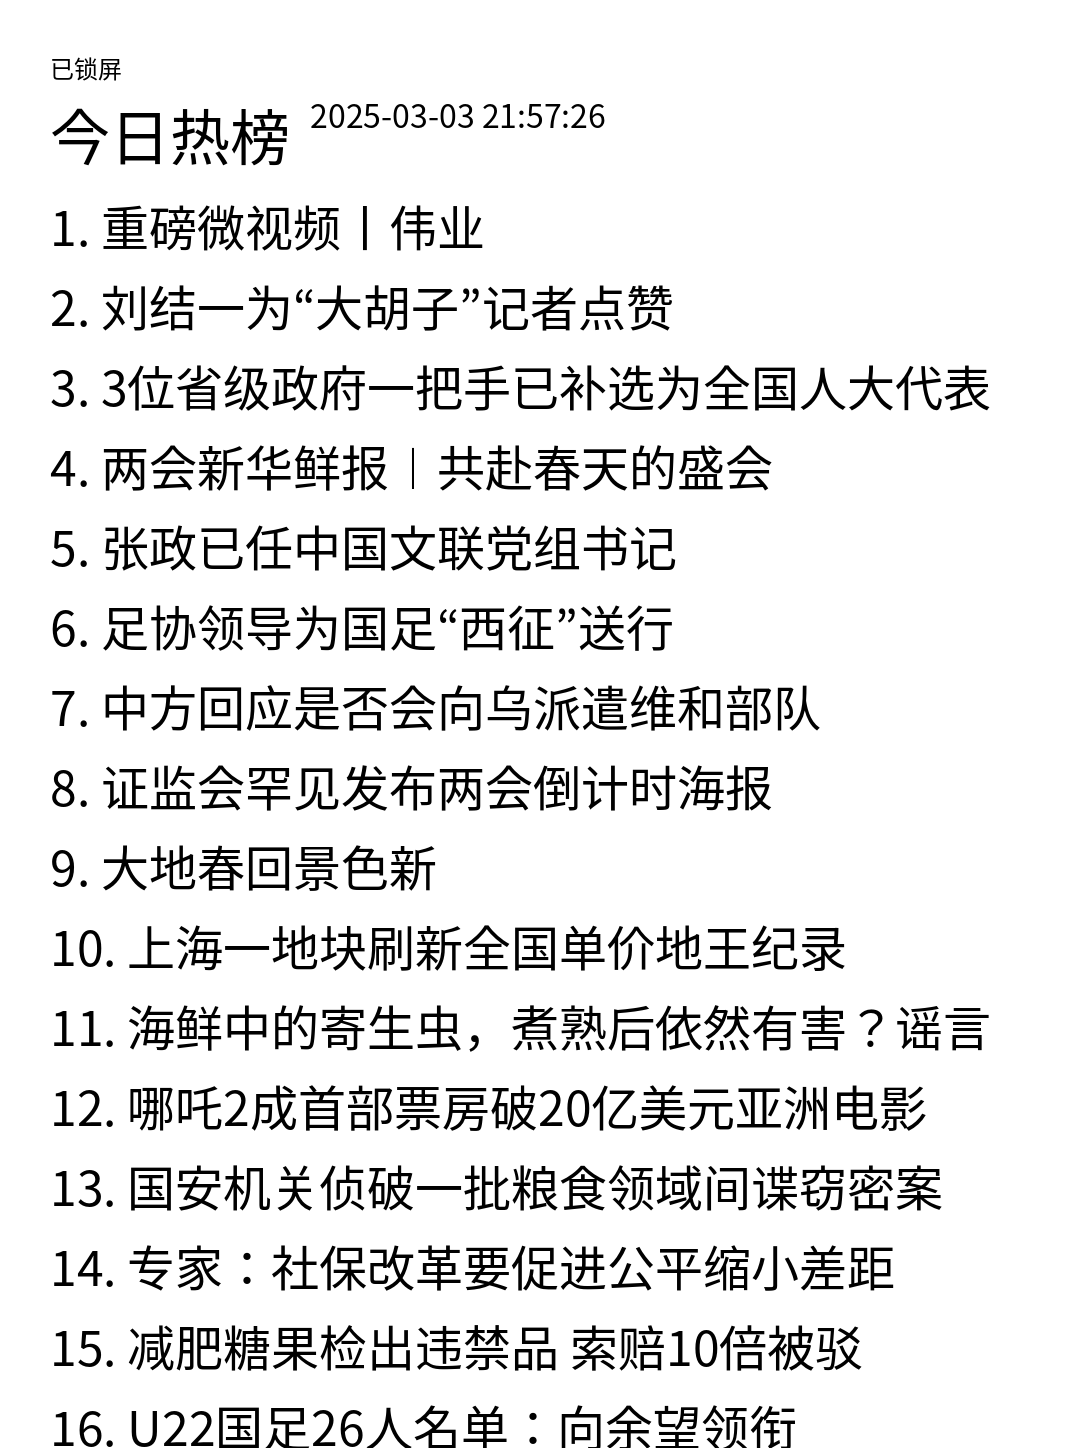 已锁屏
今日热榜 2025-03-03 21:57:26
1. 重磅微视频丨伟业
2. 刘结一为“大胡子”记者点赞
3. 3位省级政府一把手已补选为全国人大代表
4. 两会新华鲜报︱共赴春天的盛会
5. 张政已任中国文联党组书记
6. 足协领导为国足“西征”送行
7. 中方回应是否会向乌派遣维和部队
8. 证监会罕见发布两会倒计时海报
9. 大地春回景色新
10. 上海一地块刷新全国单价地王纪录
11. 海鲜中的寄生虫，煮熟后依然有害？谣言
12. 哪吒2成首部票房破20亿美元亚洲电影
13. 国安机关侦破一批粮食领域间谍窃密案
14. 专家：社保改革要促进公平缩小差距
15. 减肥糖果检出违禁品 索赔10倍被驳
16. U22国足26人名单：向余望领衔